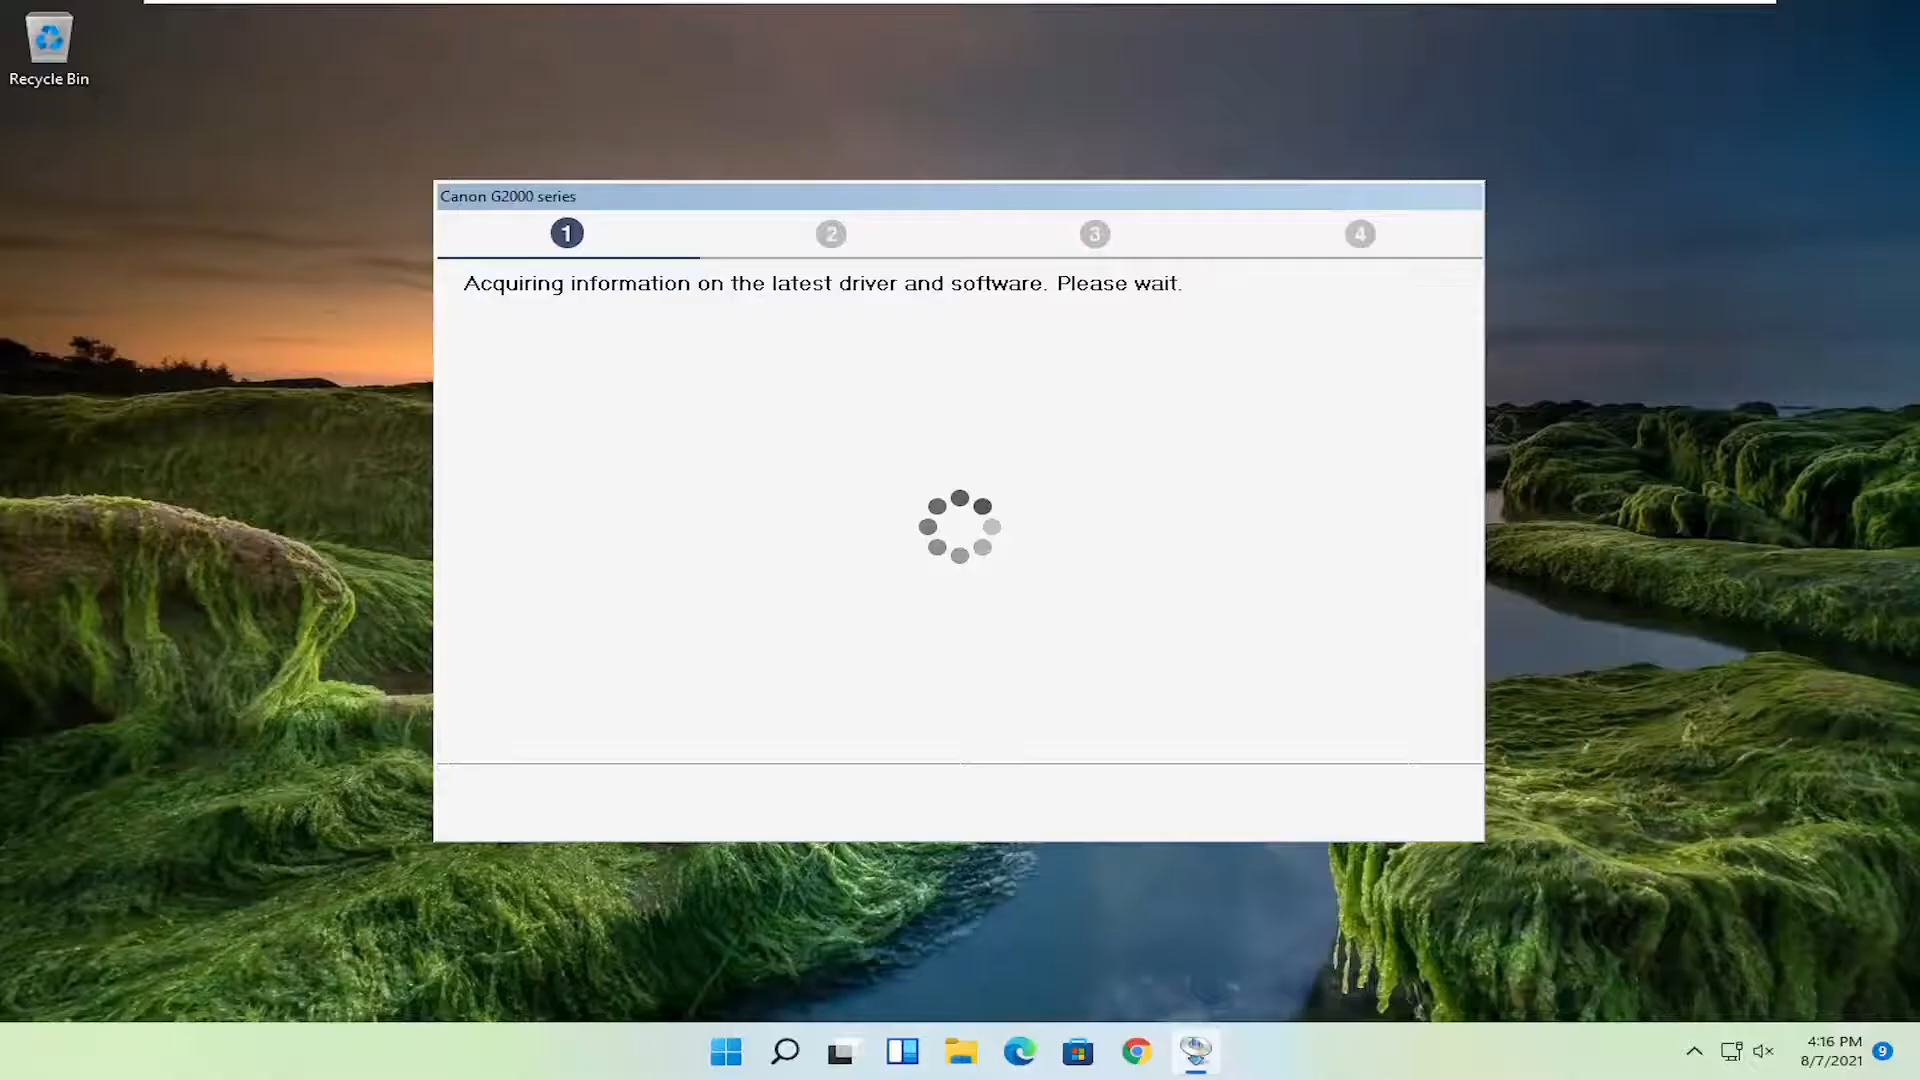 Recycle Bin
Canon G2000 series
1
2
3
4
Acquiring information on the latest driver and software. Please wait.
4:16 PM
8/7/2021
9